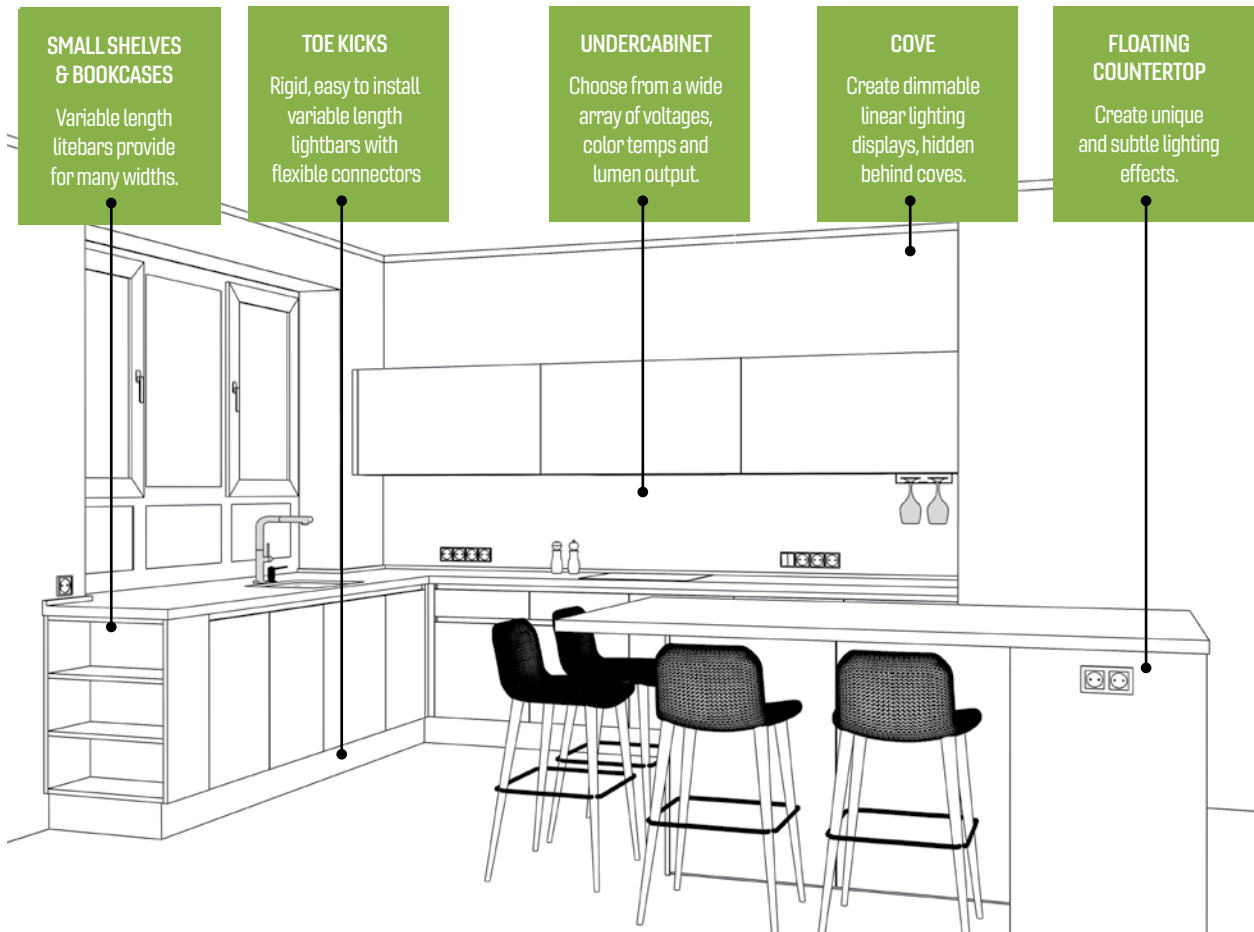 SMALL SHELVES
& BOOKCASES
Variable length
litebars provide
for many widths.
TOE KICKS
Rigid, easy to install
variable length
lightbars with
flexible connectors
UNDERCABINET
Choose from a wide
array of voltages,
color temps and
lumen output.
COVE
Create dimmable
linear lighting
displays, hidden
behind coves.
FLOATING
COUNTERTOP
Create unique
and subtle lighting
effects.